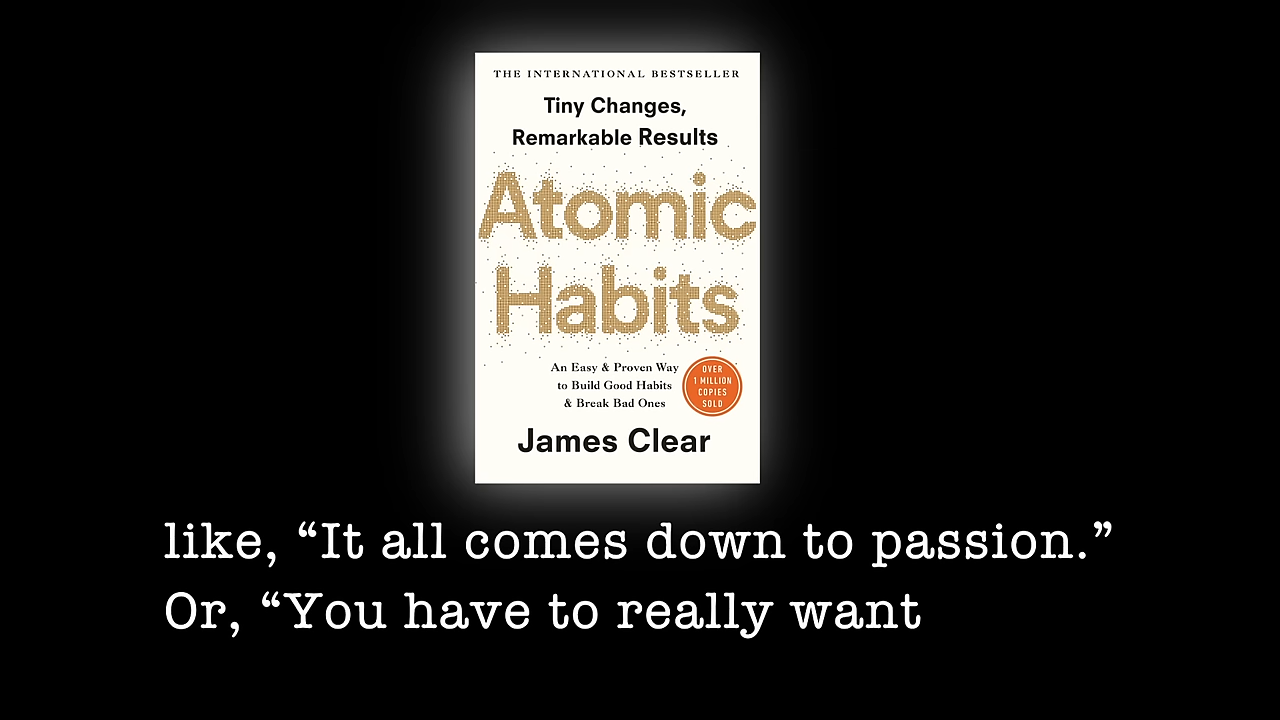 THE INTERNATIONAL BESTSELLER
Tiny Changes,
Remarkable Results
Atomic
Habits
An Easy & Proven Way
to Build Good Habits
& Break Bad Ones
OVER
1 MILLION
COPIES
SOLD
James Clear
like, “It all comes down to passion.”
Or, “You have to really want